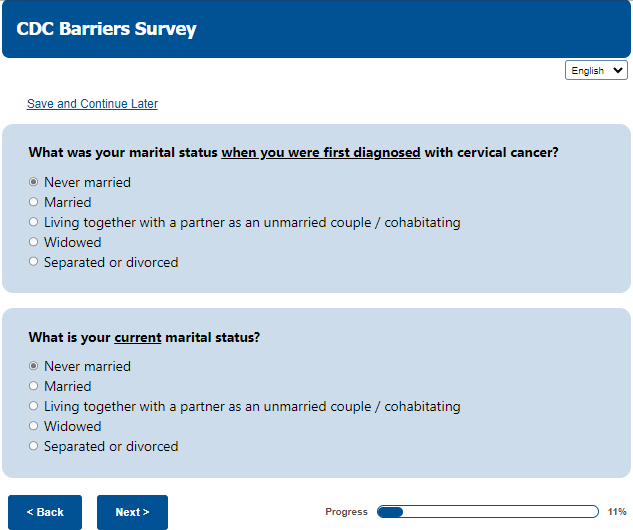 CDC Barriers Survey
English
Save and Continue Later
What was your marital status when you were first diagnosed with cervical cancer?
Never married
Married
Living together with a partner as an unmarried couple / cohabitating
Widowed
Separated or divorced
What is your current marital status?
Never married
Married
Living together with a partner as an unmarried couple / cohabitating
Widowed
Separated or divorced
< Back
Next >
Progress
11%